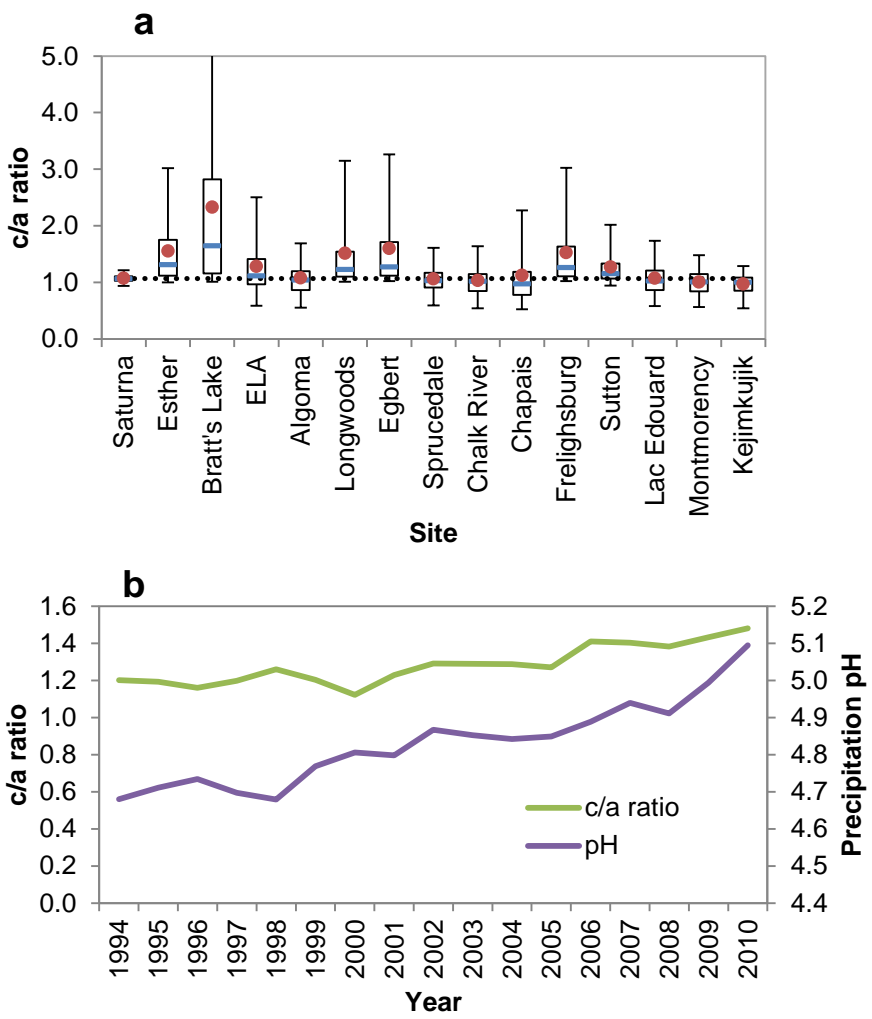 a
5.0
4.0
3.0
2.0
1.0
0.0
c/a ratio
Saturna
Esther
Bratt's Lake
ELA
Algoma
Longwoods
Egbert
Sprucedale
Chalk River
Chapais
Frelighsburg
Sutton
Lac Edouard
Montmorency
Kejimkujik
Site
b
1.6
1.4
1.2
1.0
0.8
0.6
0.4
0.2
0.0
c/a ratio
5.2
5.1
5.0
4.9
4.8
4.7
4.6
4.5
4.4
Precipitation pH
c/a ratio
pH
1994
1995
1996
1997
1998
1999
2000
2001
2002
2003
2004
2005
2006
2007
2008
2009
2010
Year